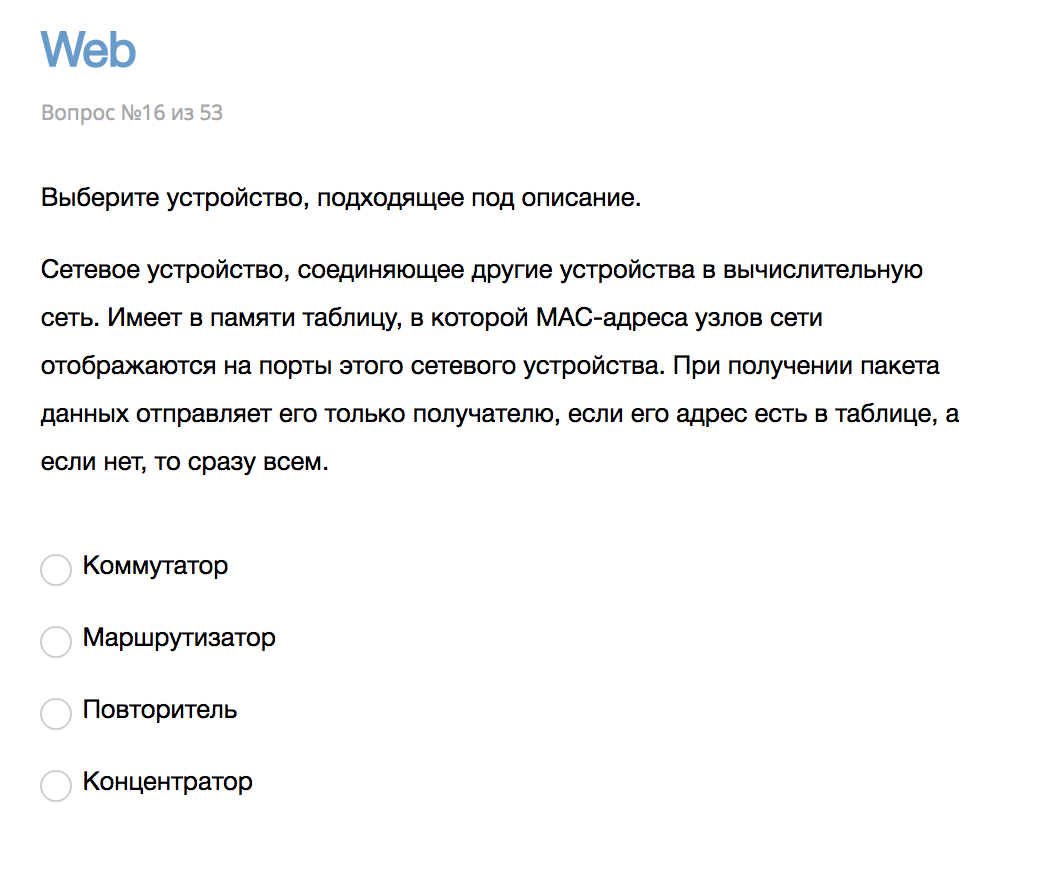 Web
Вопрос №16 из 53
Выберите устройство, подходящее под описание.
Сетевое устройство, соединяющее другие устройства в вычислительную
сеть. Имеет в памяти таблицу, в которой MAC-адреса узлов сети
отображаются на порты этого сетевого устройства. При получении пакета
данных отправляет его только получателю, если его адрес есть в таблице, а
если нет, то сразу всем.
Коммутатор
Маршрутизатор
Повторитель
Концентратор